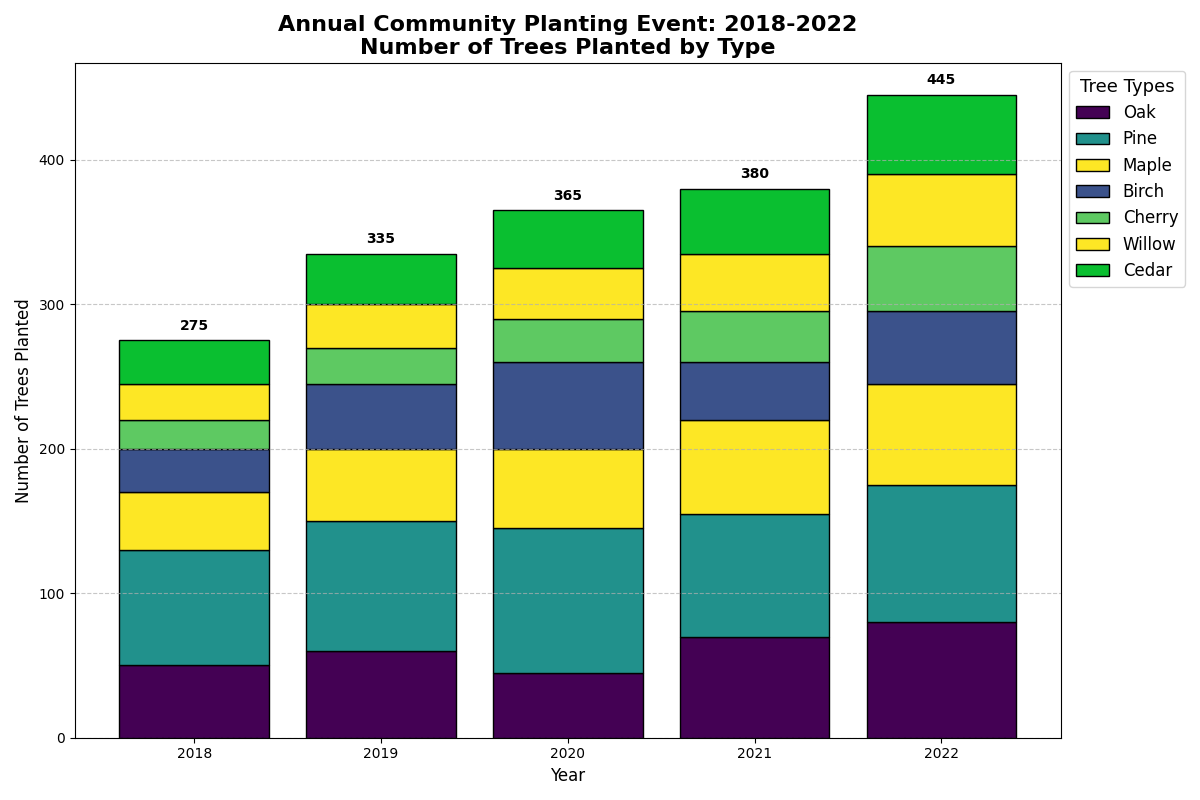 Annual Community Planting Event: 2018-2022
Number of Trees Planted by Type
Number of Trees Planted
400
300
200
100
0
275
335
365
380
445
2018
2019
2020
2021
2022
Year
Tree Types
Oak
Pine
Maple
Birch
Cherry
Willow
Cedar